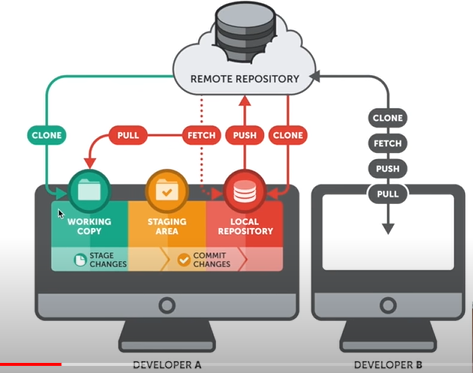 REMOTE REPOSITORY
CLONE
PULL
FETCH
PUSH
CLONE
CLONE
FETCH
PUSH
PULL
WORKING
COPY
STAGING
AREA
LOCAL
REPOSITORY
STAGE
CHANGES
COMMIT
CHANGES
DEVELOPER A
DEVELOPER B